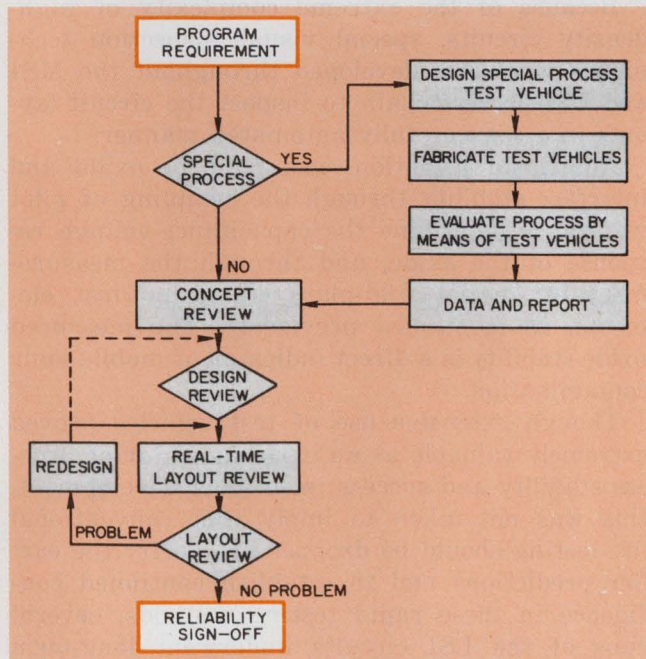 PROGRAM
REQUIREMENT
SPECIAL
PROCESS
YES
DESIGN SPECIAL PROCESS
TEST VEHICLE
FABRICATE TEST VEHICLES
EVALUATE PROCESS BY
MEANS OF TEST VEHICLES
DATA AND REPORT
NO
CONCEPT
REVIEW
DESIGN
REVIEW
REDESIGN
REAL-TIME
LAYOUT REVIEW
PROBLEM
LAYOUT
REVIEW
NO PROBLEM
RELIABILITY
SIGN-OFF